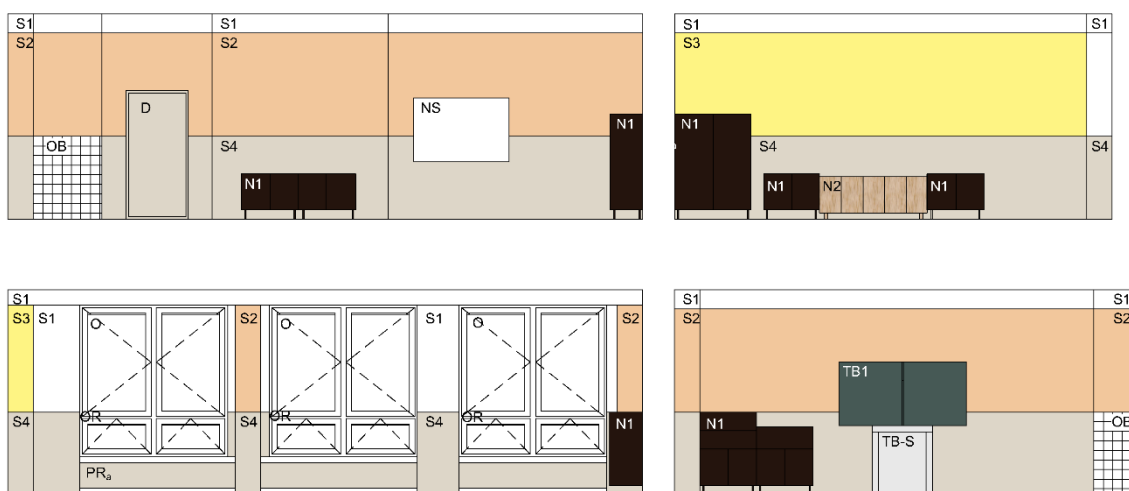 S1 S1
S2 S2
D NS
N1
OB S4
N1
S1 S1
S3
N1
a
S4 S4
N1 N2 N1
S1
S3 S1 O S2 O S1 O S2
OR OR OR
S4 S4 S4 N1
PRa
S1 S1
S2 S2
TB1
N1 OB
TB-S